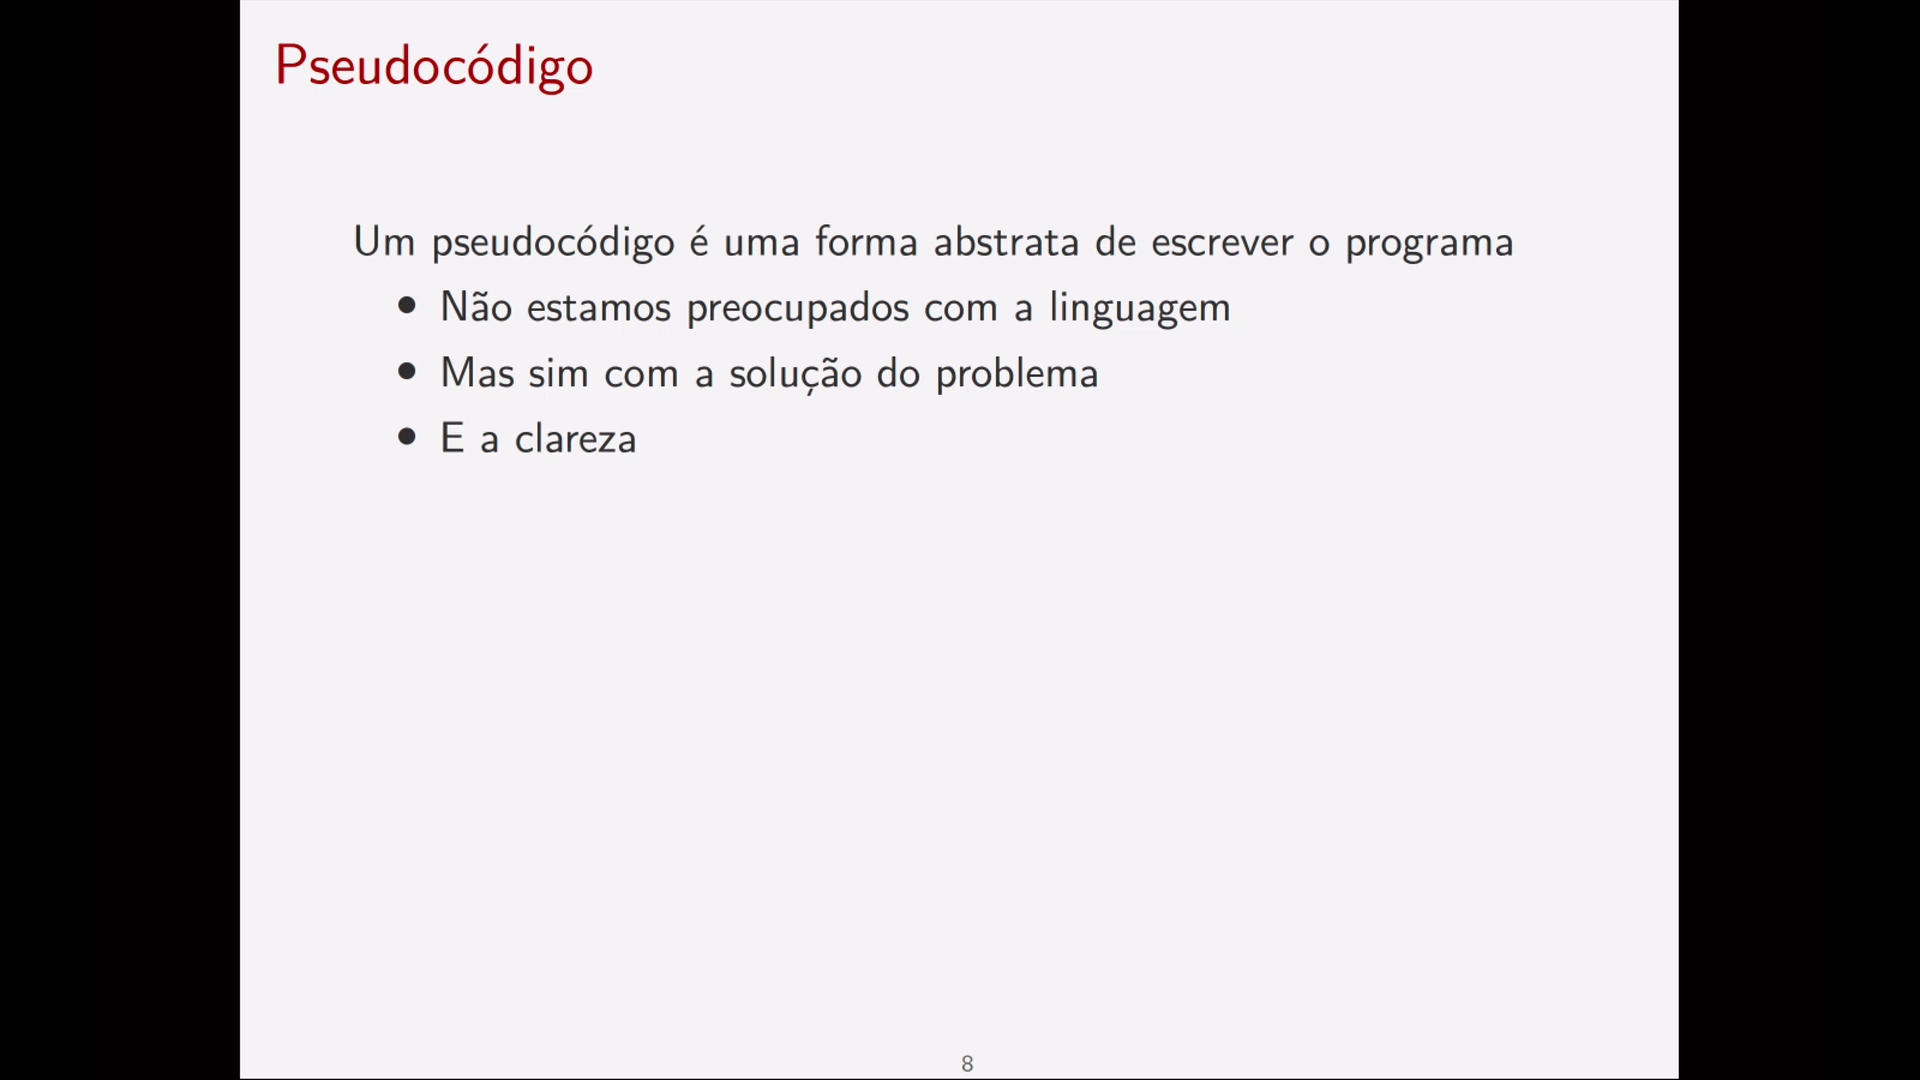 Pseudocódigo
Um pseudocódigo é uma forma abstrata de escrever o programa
• Não estamos preocupados com a linguagem
• Mas sim com a solução do problema
• E a clareza
8